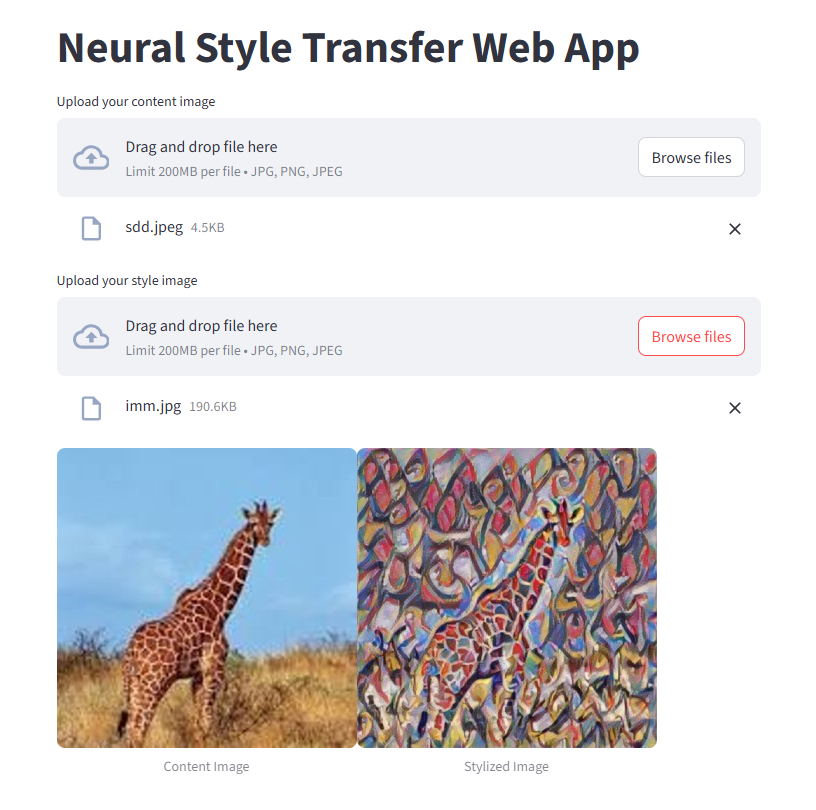 Neural Style Transfer Web App
Upload your content image
Drag and drop file here
Limit 200MB per file • JPG, PNG, JPEG
Browse files
sdd.jpeg 4.5KB
Upload your style image
Drag and drop file here
Limit 200MB per file • JPG, PNG, JPEG
Browse files
imm.jpg 190.6KB
Content Image
Stylized Image